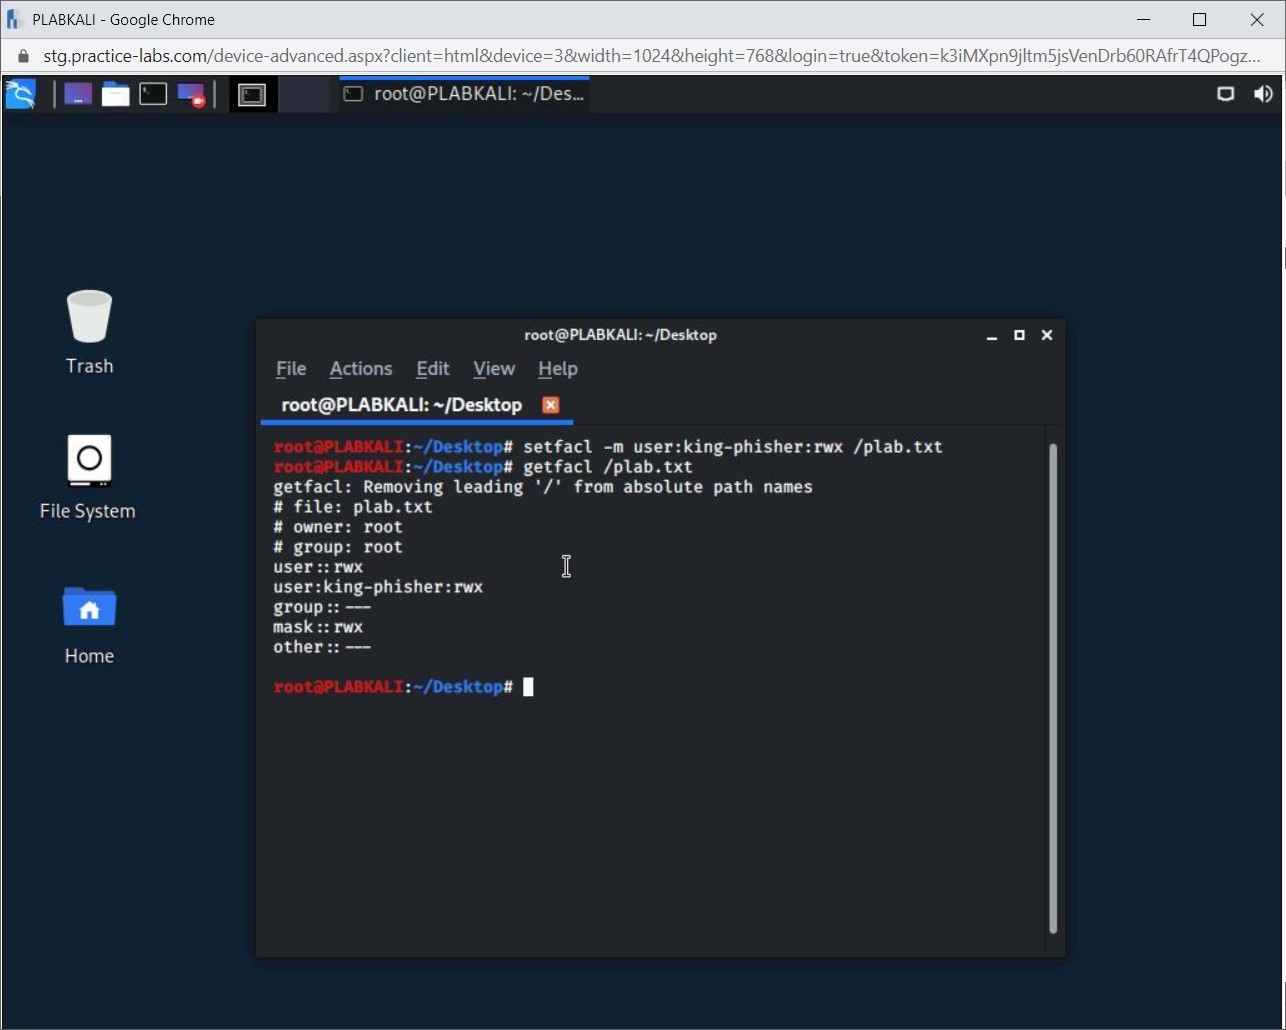 PLABKALI - Google Chrome
stg.practice-labs.com/device-advanced.aspx?client=html&device=3&width=1024&height=768&login=true&token=k3iMXpn9jltm5jsVenDrb60RAfrT4QPogz...
root@PLABKALI: ~/Des...
Trash
File System
Home
root@PLABKALI: ~/Desktop
File Actions Edit View Help
root@PLABKALI: ~/Desktop
root@PLABKALI:~/Desktop# setfacl -m user:king-phisher:rwx /plab.txt
root@PLABKALI:~/Desktop# getfacl /plab.txt
getfacl: Removing leading '/' from absolute path names
# file: plab.txt
# owner: root
# group: root
user::rwx
user:king-phisher:rwx
group::---
mask::rwx
other::---
root@PLABKALI:~/Desktop#